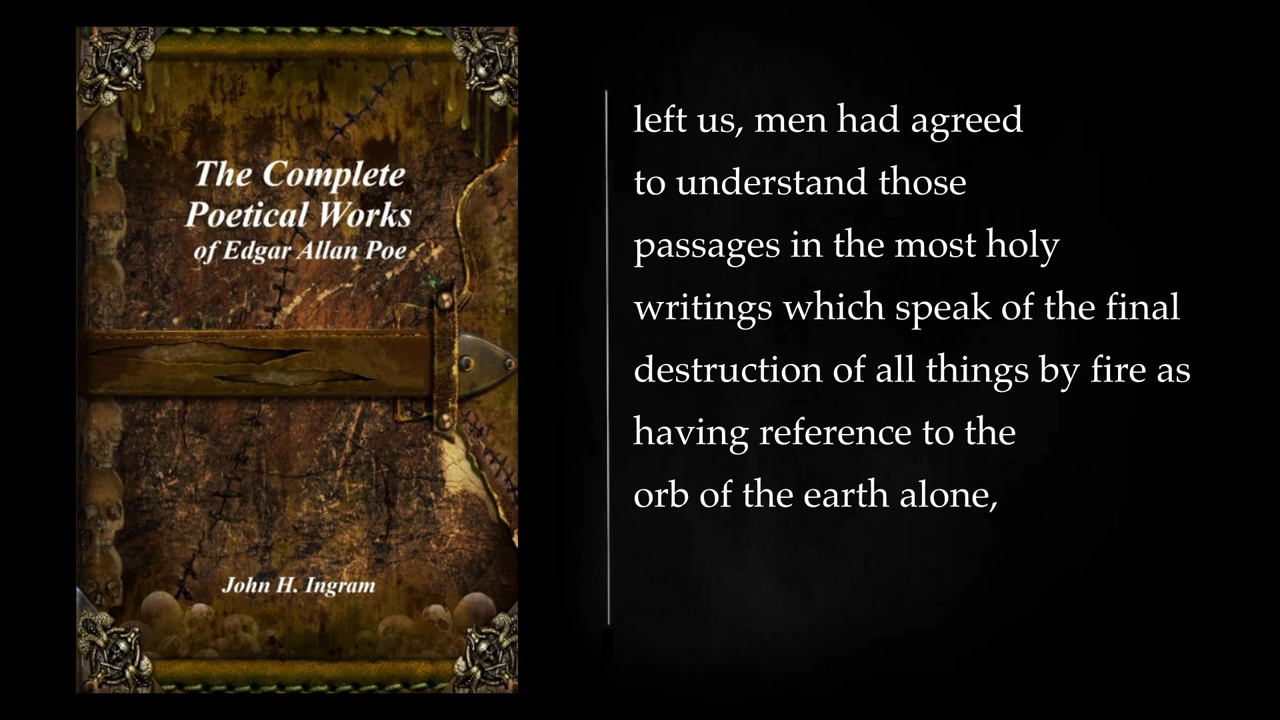 The Complete
Poetical Works
of Edgar Allan Poe
John H. Ingram
left us, men had agreed
to understand those
passages in the most holy
writings which speak of the final
destruction of all things by fire as
having reference to the
orb of the earth alone,